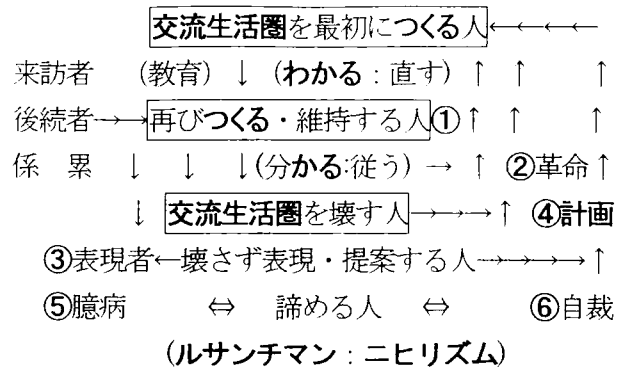 交流生活圏を最初につくる人←←←←
来訪者 (教育) ↓ (わかる:直す) ↑ ↑ ↑
後続者→→再びつくる・維持する人① ↑ ↑ ↑
係 累 ↓ ↓ ↓(分かる:従う) → ↑ ②革命↑
↓ 交流生活圏を壊す人→→→↑ ④計画
③表現者←壊さず表現・提案する人→→→→↑
⑤臆病 ⇔ 諦める人 ⇔ ⑥自裁
(ルサンチマン:ニヒリズム)